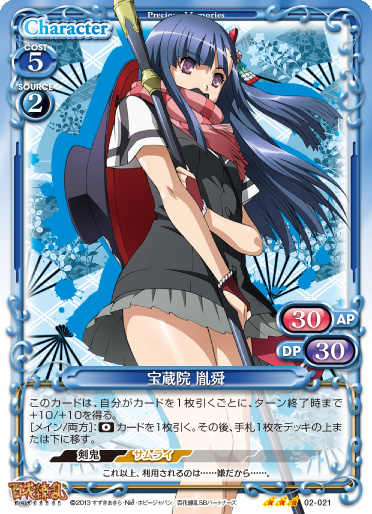 Precious Memories
Character
COST
5
SOURCE
2
30 AP
DP 30
宝蔵院 胤舜
このカードは、自分がカードを1枚引くごとに、ターン終了時まで
+10/+10を得る。
[メイン/両方]:カードを1枚引く。その後、手札1枚をデッキの上ま
たは下に移す。
剣鬼 サムライ
これ以上、利用されるのは……嫌だから……。
百花繚乱
©2013 すずきあきら・Niθ・ホビージャパン/百花繚乱SBパートナーズ
02-021